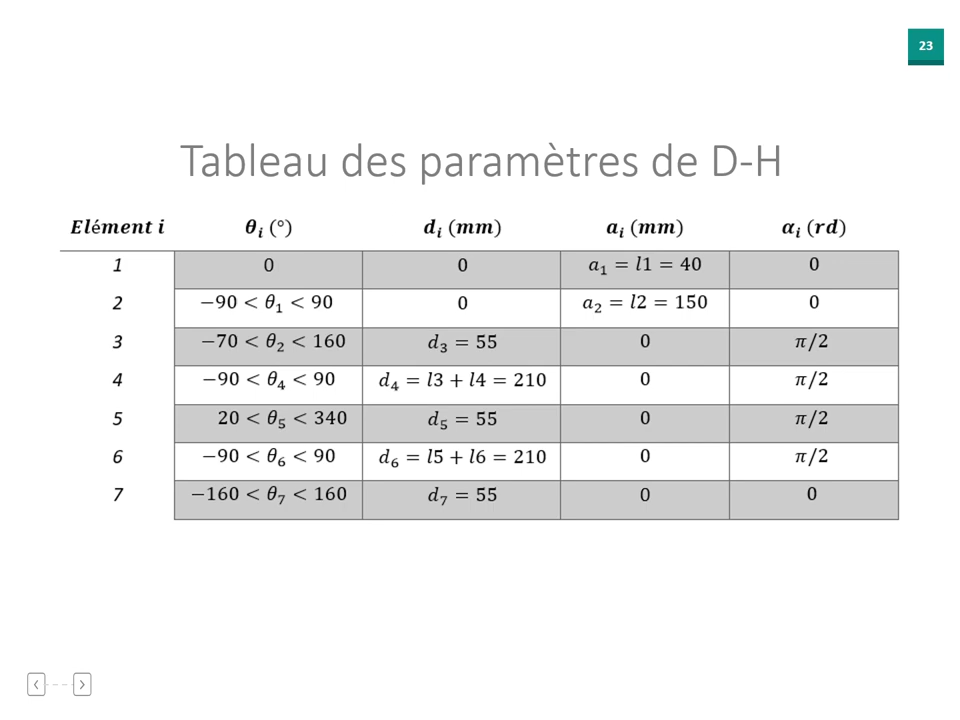 23
Tableau des paramètres de D-H
Elément i θᵢ (°) dᵢ (mm) aᵢ (mm) αᵢ (rd)
1 0 0 a₁ = l1 = 40 0
2 −90 < θ₁ < 90 0 a₂ = l2 = 150 0
3 −70 < θ₂ < 160 d₃ = 55 0 π/2
4 −90 < θ₄ < 90 d₄ = l3 + l4 = 210 0 π/2
5 20 < θ₅ < 340 d₅ = 55 0 π/2
6 −90 < θ₆ < 90 d₆ = l5 + l6 = 210 0 π/2
7 −160 < θ₇ < 160 d₇ = 55 0 0